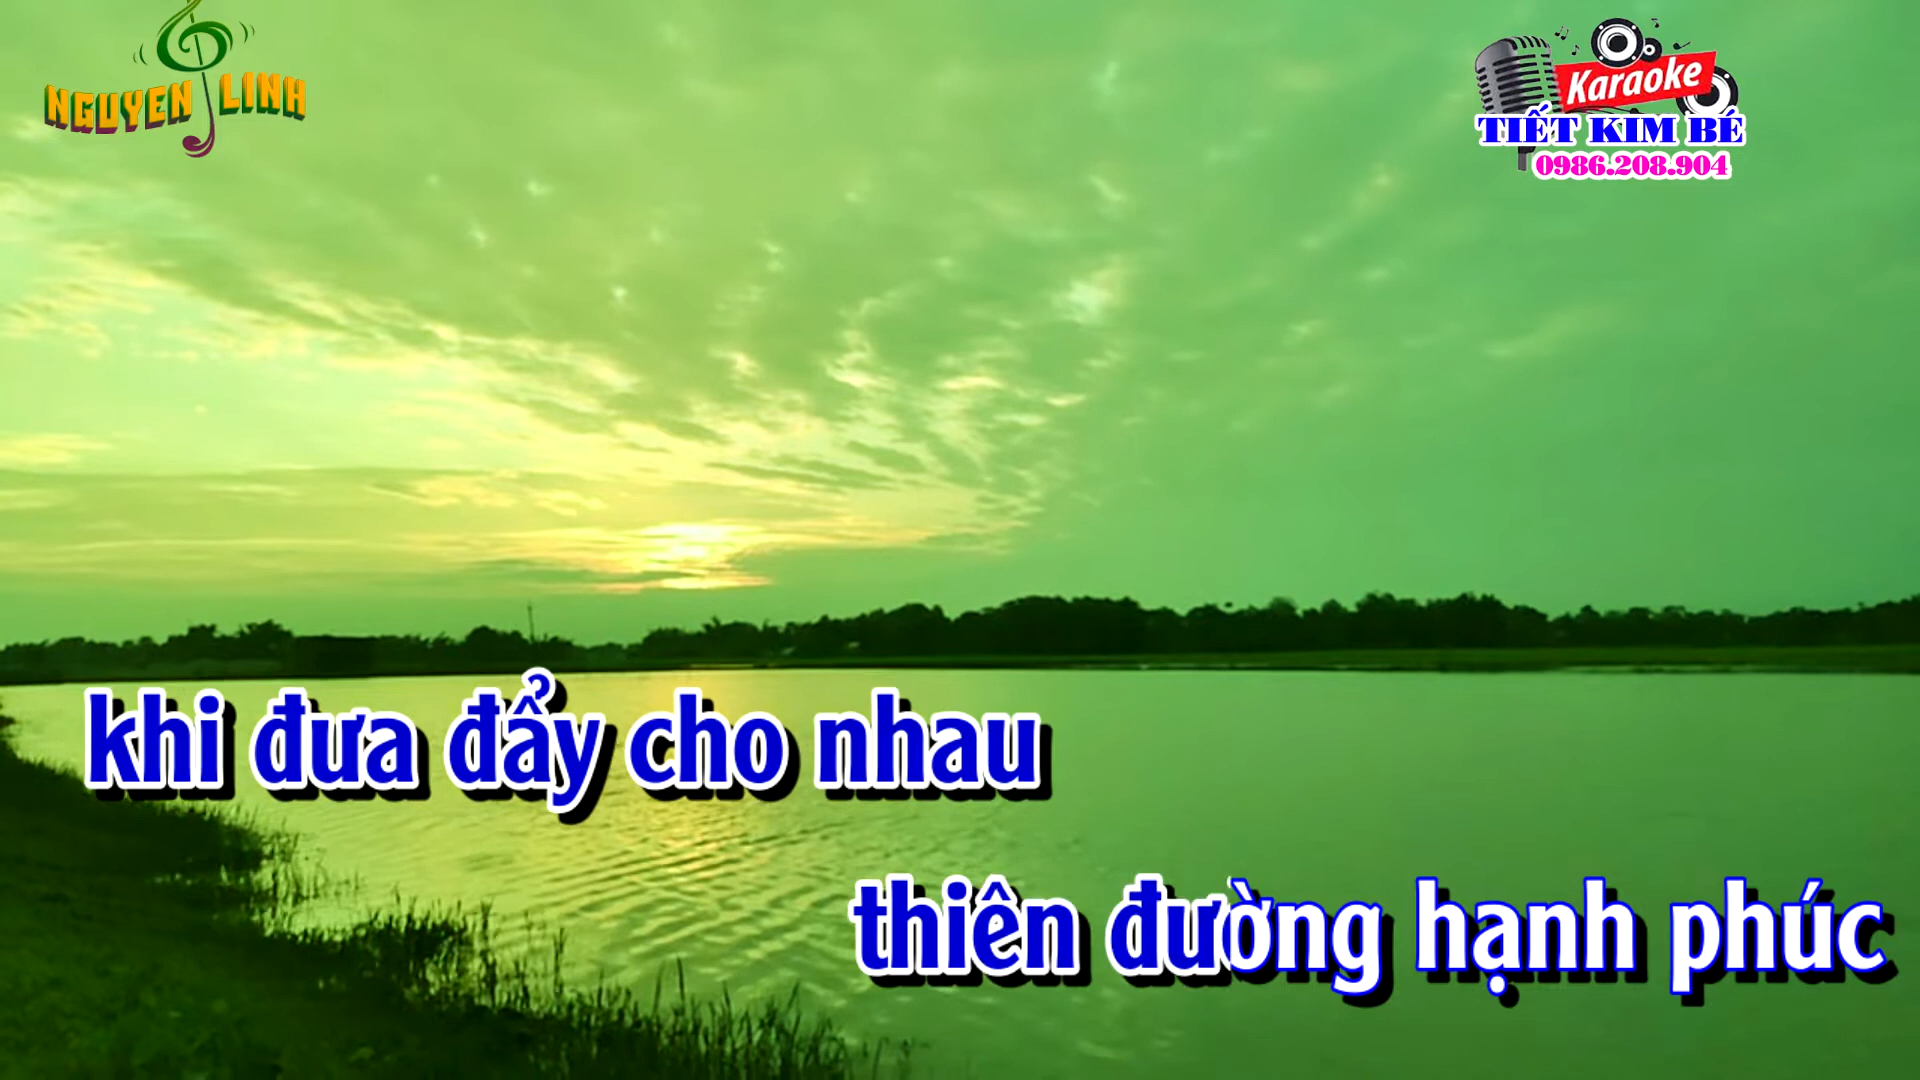 NGUYEN LINH
Karaoke
TIẾT KIM BÉ
0986.208.904
khi đưa đẩy cho nhau
thiên đường hạnh phúc